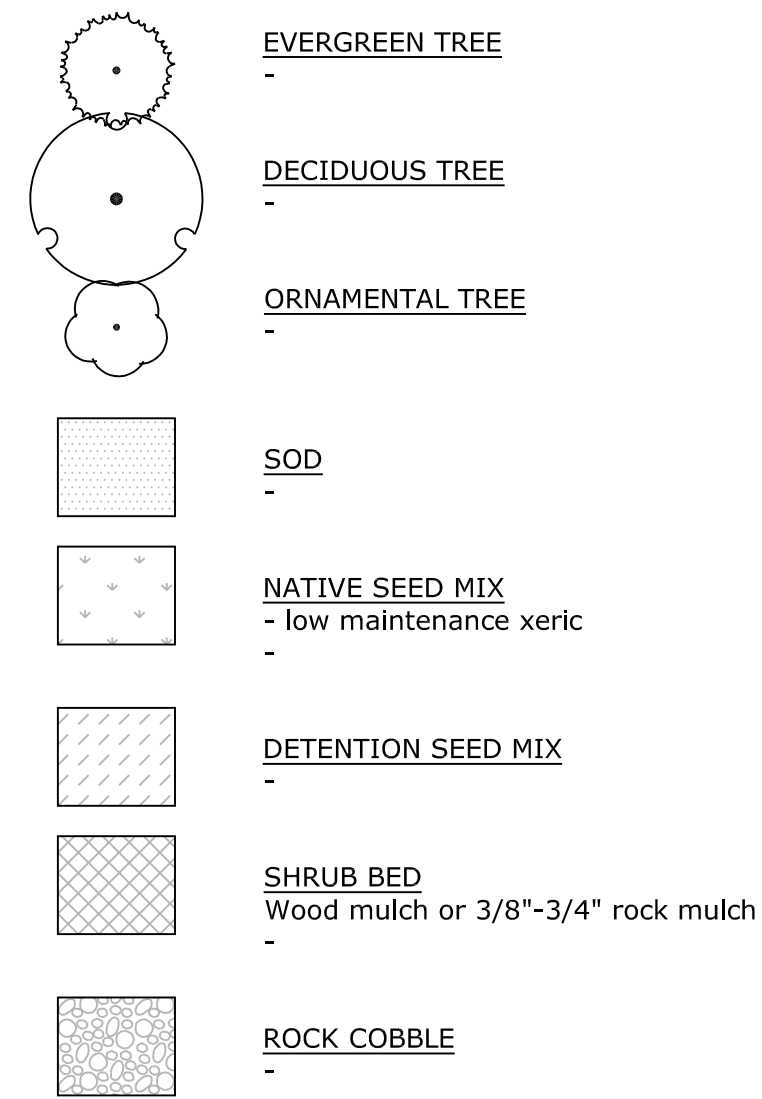 EVERGREEN TREE
-
DECIDUOUS TREE
-
ORNAMENTAL TREE
-
SOD
-
NATIVE SEED MIX
- low maintenance xeric
-
DETENTION SEED MIX
-
SHRUB BED
Wood mulch or 3/8"-3/4" rock mulch
-
ROCK COBBLE
-